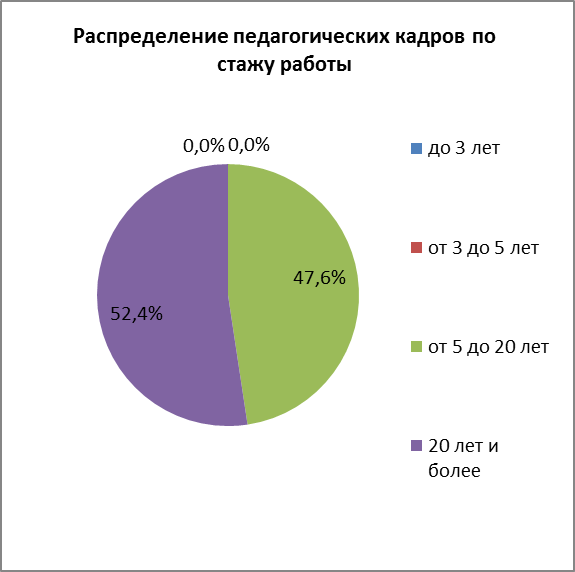 Распределение педагогических кадров по
стажу работы
0,0% 0,0%
47,6%
52,4%
до 3 лет
от 3 до 5 лет
от 5 до 20 лет
20 лет и
более